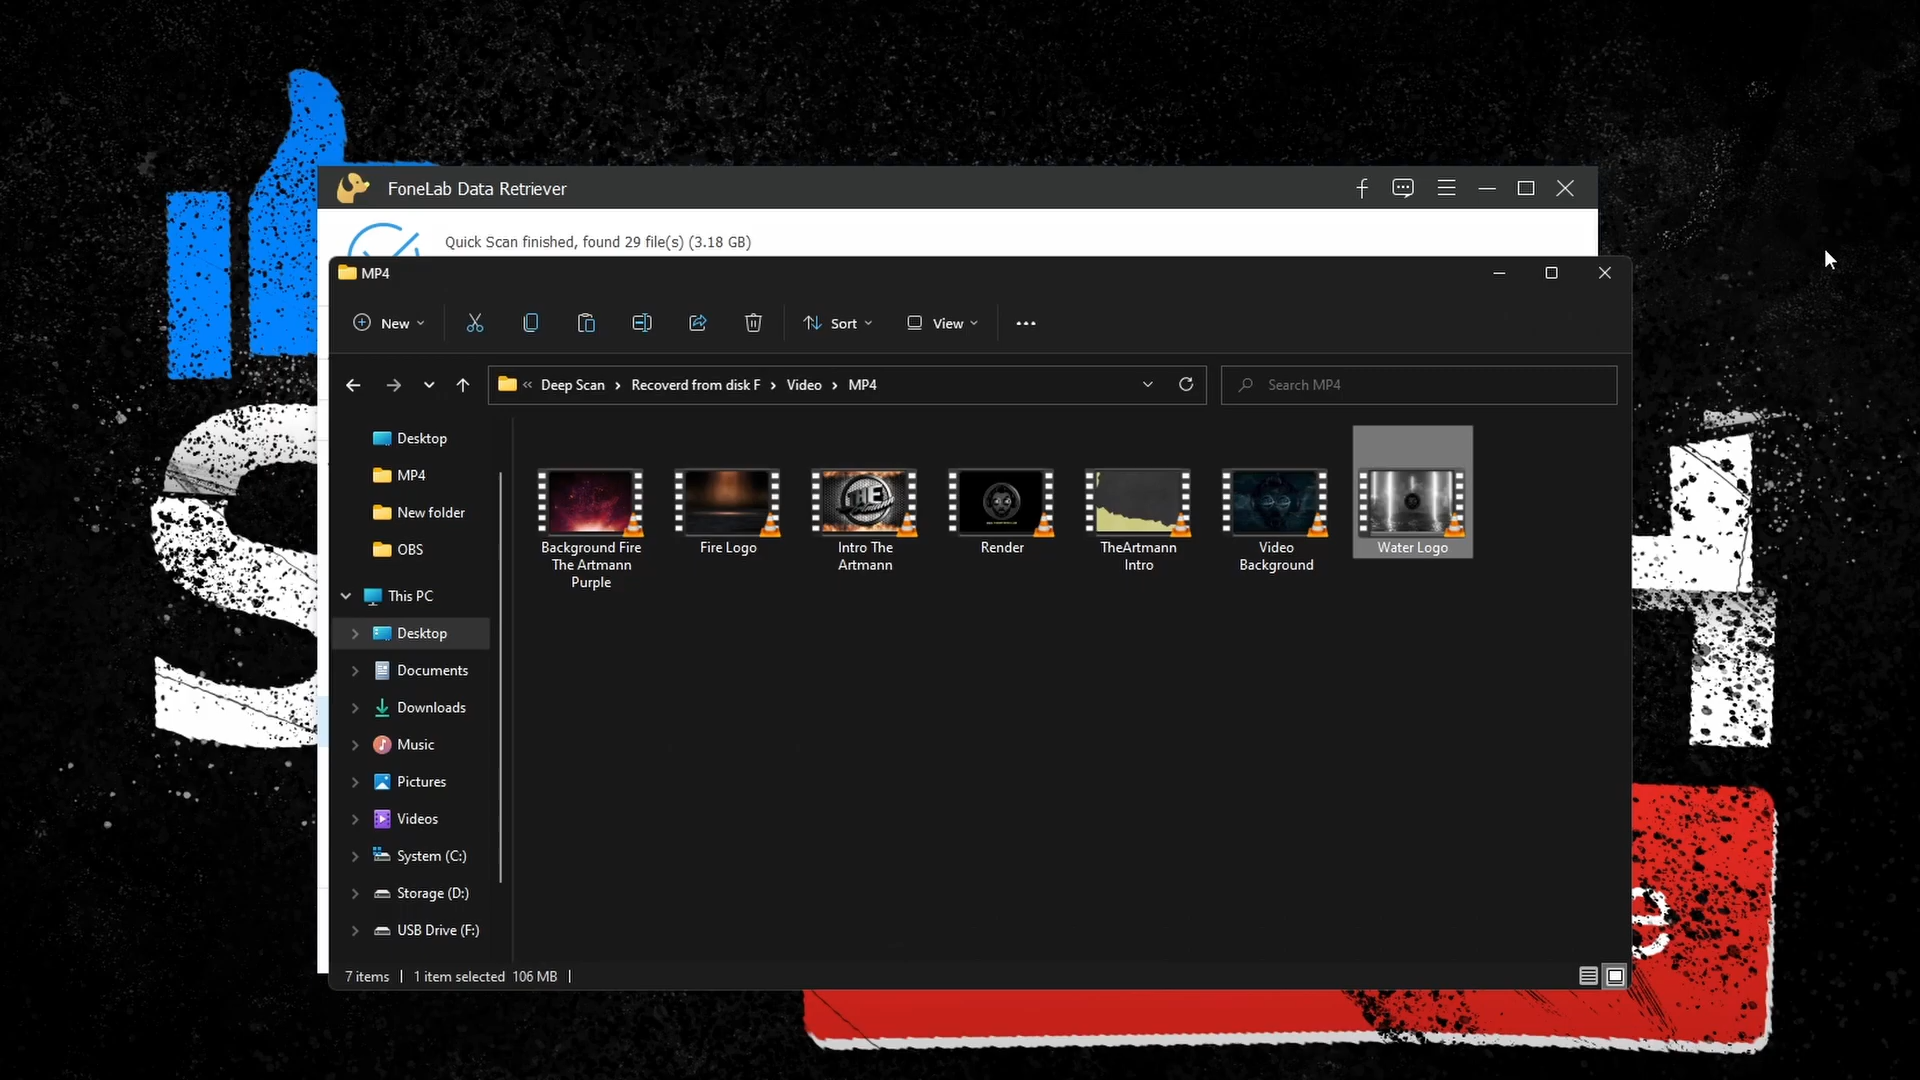 FoneLab Data Retriever
Quick Scan finished, found 29 file(s) (3.18 GB)
MP4
New
Sort
View
« Deep Scan › Recoverd from disk F › Video › MP4
Search MP4
Desktop
MP4
New folder
OBS
This PC
Desktop
Documents
Downloads
Music
Pictures
Videos
System (C:)
Storage (D:)
USB Drive (F:)
Background Fire
The Artmann
Purple
Fire Logo
Intro The
Artmann
Render
TheArtmann
Intro
Video
Background
Water Logo
7 items
1 item selected 106 MB